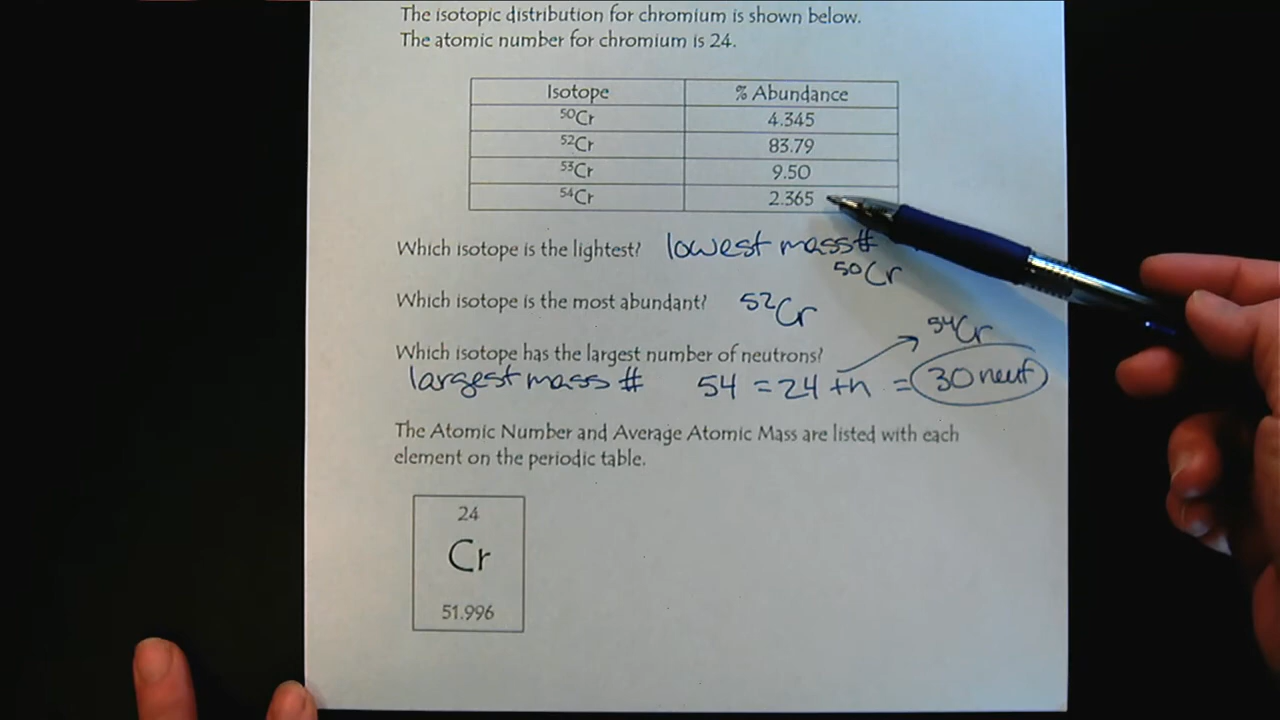 The isotopic distribution for chromium is shown below.
The atomic number for chromium is 24.
Isotope % Abundance
⁵⁰Cr 4.345
⁵²Cr 83.79
⁵³Cr 9.50
⁵⁴Cr 2.365
Which isotope is the lightest? lowest mass#
⁵⁰Cr
Which isotope is the most abundant? ⁵²Cr
⁵⁴Cr
Which isotope has the largest number of neutrons?
largest mass # 54 = 24 + n = 30 neut
The Atomic Number and Average Atomic Mass are listed with each
element on the periodic table.
24
Cr
51.996